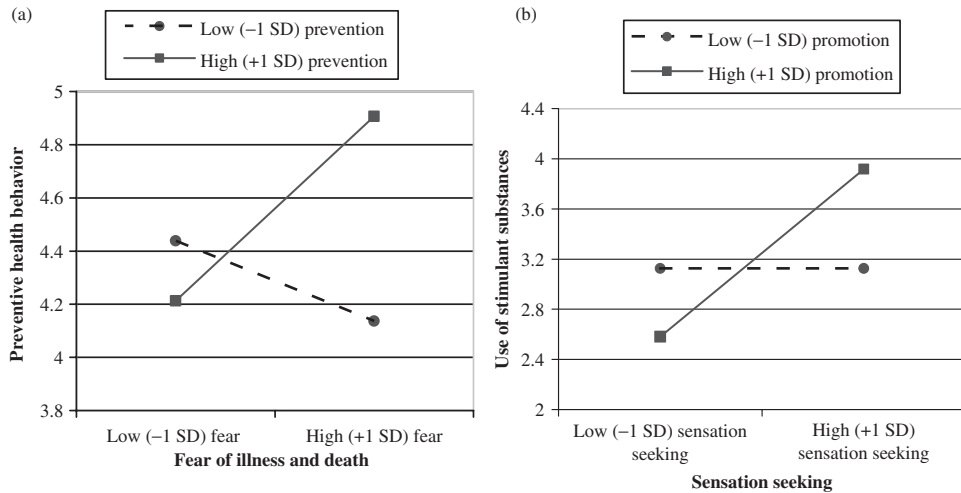 (a)
Low (−1 SD) prevention
High (+1 SD) prevention
5
4.8
4.6
4.4
4.2
4
3.8
Preventive health behavior
Low (−1 SD) fear
High (+1 SD) fear
Fear of illness and death
(b)
Low (−1 SD) promotion
High (+1 SD) promotion
4.4
4
3.6
3.2
2.8
2.4
2
Use of stimulant substances
Low (−1 SD) sensation
seeking
High (+1 SD)
sensation seeking
Sensation seeking